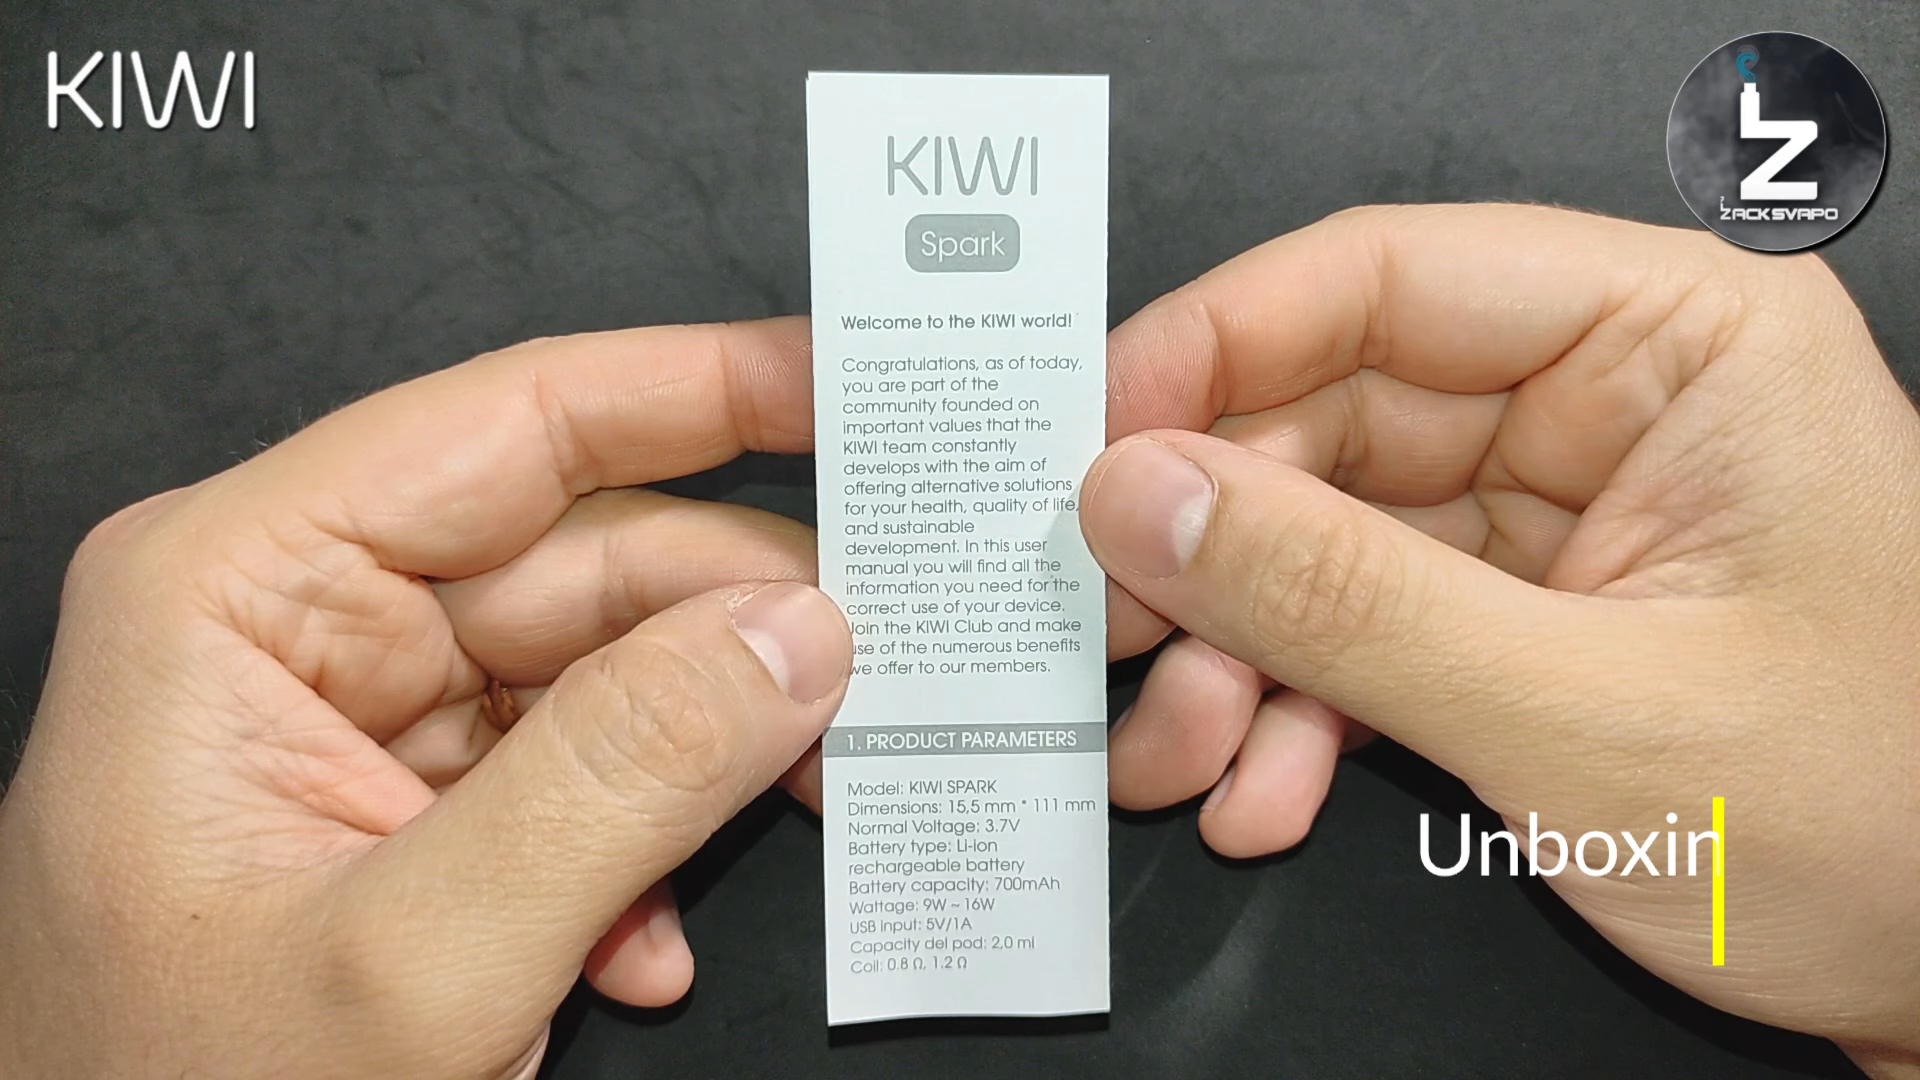 KIWI
ZACKSVAPO
KIWI
Spark
Welcome to the KIWI world!
Congratulations, as of today,
you are part of the
community founded on
important values that the
KIWI team constantly
develops with the aim of
offering alternative solutions
for your health, quality of life,
and sustainable
development. In this user
manual you will find all the
information you need for the
correct use of your device.
Join the KIWI Club and make
use of the numerous benefits
we offer to our members.
1. PRODUCT PARAMETERS
Model: KIWI SPARK
Dimensions: 15,5 mm * 111 mm
Normal Voltage: 3.7V
Battery type: Li-ion
rechargeable battery
Battery capacity: 700mAh
Wattage: 9W ~ 16W
USB input: 5V/1A
Capacity del pod: 2,0 ml
Coil: 0.8 Ω, 1.2 Ω
Unboxin